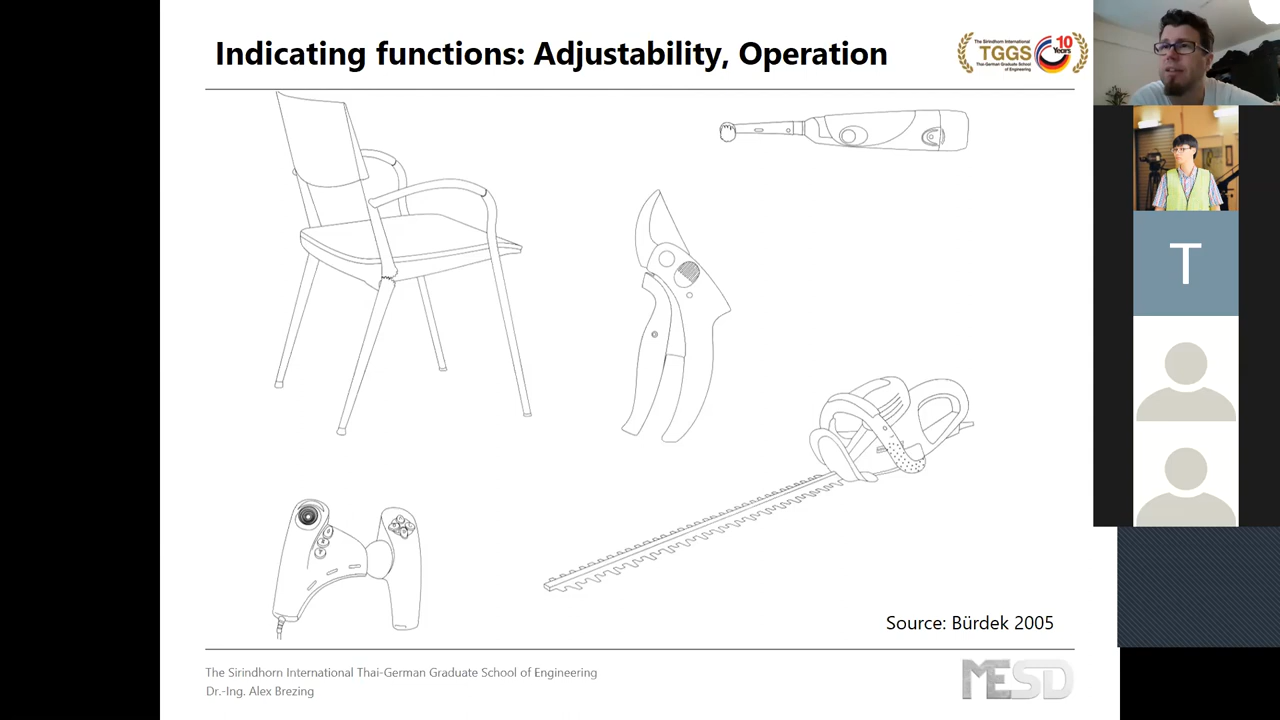 Indicating functions: Adjustability, Operation
The Sirindhorn International
TGGS
Thai-German Graduate School
of Engineering
10
Years
T
Source: Bürdek 2005
The Sirindhorn International Thai-German Graduate School of Engineering
Dr.-Ing. Alex Brezing
MESD